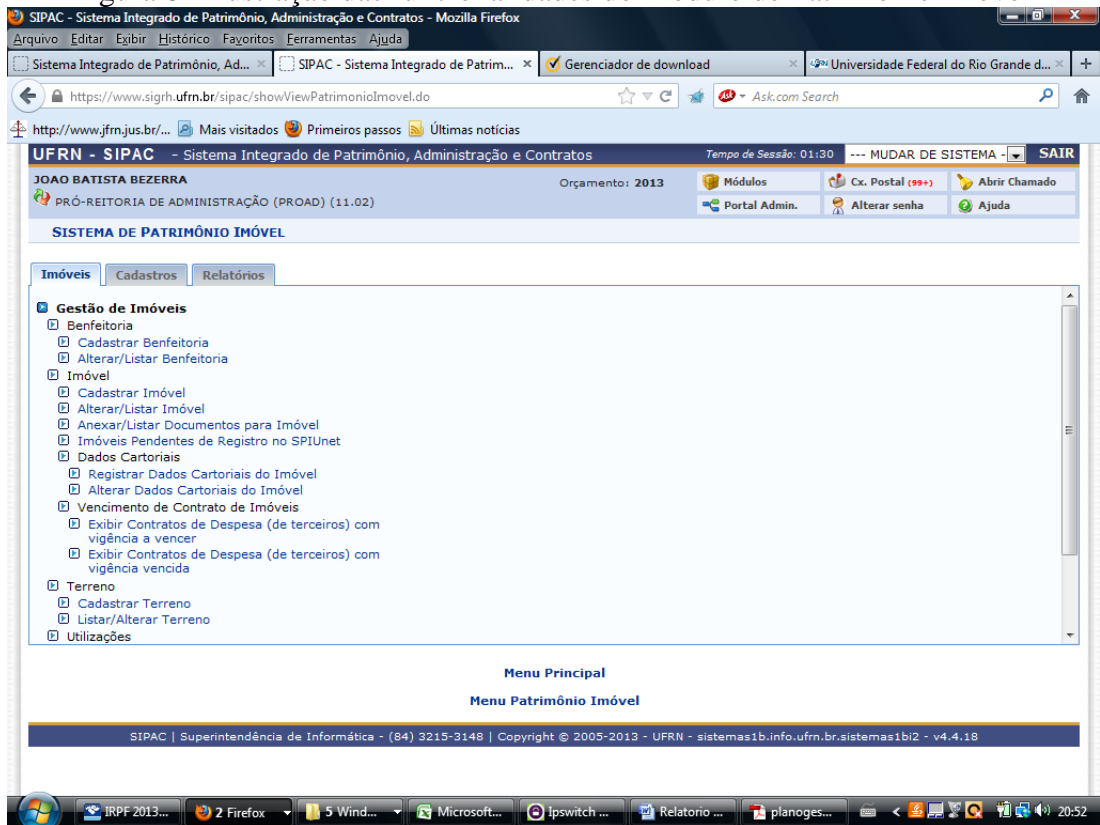 SIPAC - Sistema Integrado de Patrimônio, Administração e Contratos - Mozilla Firefox
Arquivo Editar Exibir Histórico Favoritos Ferramentas Ajuda
Sistema Integrado de Patrimônio, Ad... × SIPAC - Sistema Integrado de Patrim... × Gerenciador de download × Universidade Federal do Rio Grande d... × +
https://www.sigrh.ufrn.br/sipac/showViewPatrimonioImovel.do Ask.com Search
http://www.jfrn.jus.br/... Mais visitados Primeiros passos Últimas notícias
UFRN - SIPAC - Sistema Integrado de Patrimônio, Administração e Contratos Tempo de Sessão: 01:30 --- MUDAR DE SISTEMA - SAIR
JOAO BATISTA BEZERRA Orçamento: 2013 Módulos Cx. Postal (99+) Abrir Chamado
PRÓ-REITORIA DE ADMINISTRAÇÃO (PROAD) (11.02) Portal Admin. Alterar senha Ajuda
SISTEMA DE PATRIMÔNIO IMÓVEL
Imóveis Cadastros Relatórios
Gestão de Imóveis
Benfeitoria
Cadastrar Benfeitoria
Alterar/Listar Benfeitoria
Imóvel
Cadastrar Imóvel
Alterar/Listar Imóvel
Anexar/Listar Documentos para Imóvel
Imóveis Pendentes de Registro no SPIUnet
Dados Cartoriais
Registrar Dados Cartoriais do Imóvel
Alterar Dados Cartoriais do Imóvel
Vencimento de Contrato de Imóveis
Exibir Contratos de Despesa (de terceiros) com
vigência a vencer
Exibir Contratos de Despesa (de terceiros) com
vigência vencida
Terreno
Cadastrar Terreno
Listar/Alterar Terreno
Utilizações
Menu Principal
Menu Patrimônio Imóvel
SIPAC | Superintendência de Informática - (84) 3215-3148 | Copyright © 2005-2013 - UFRN - sistemas1b.info.ufrn.br.sistemas1bi2 - v4.4.18
IRPF 2013... 2 Firefox 5 Wind... Microsoft... Ipswitch ... Relatorio ... planoges... 20:52